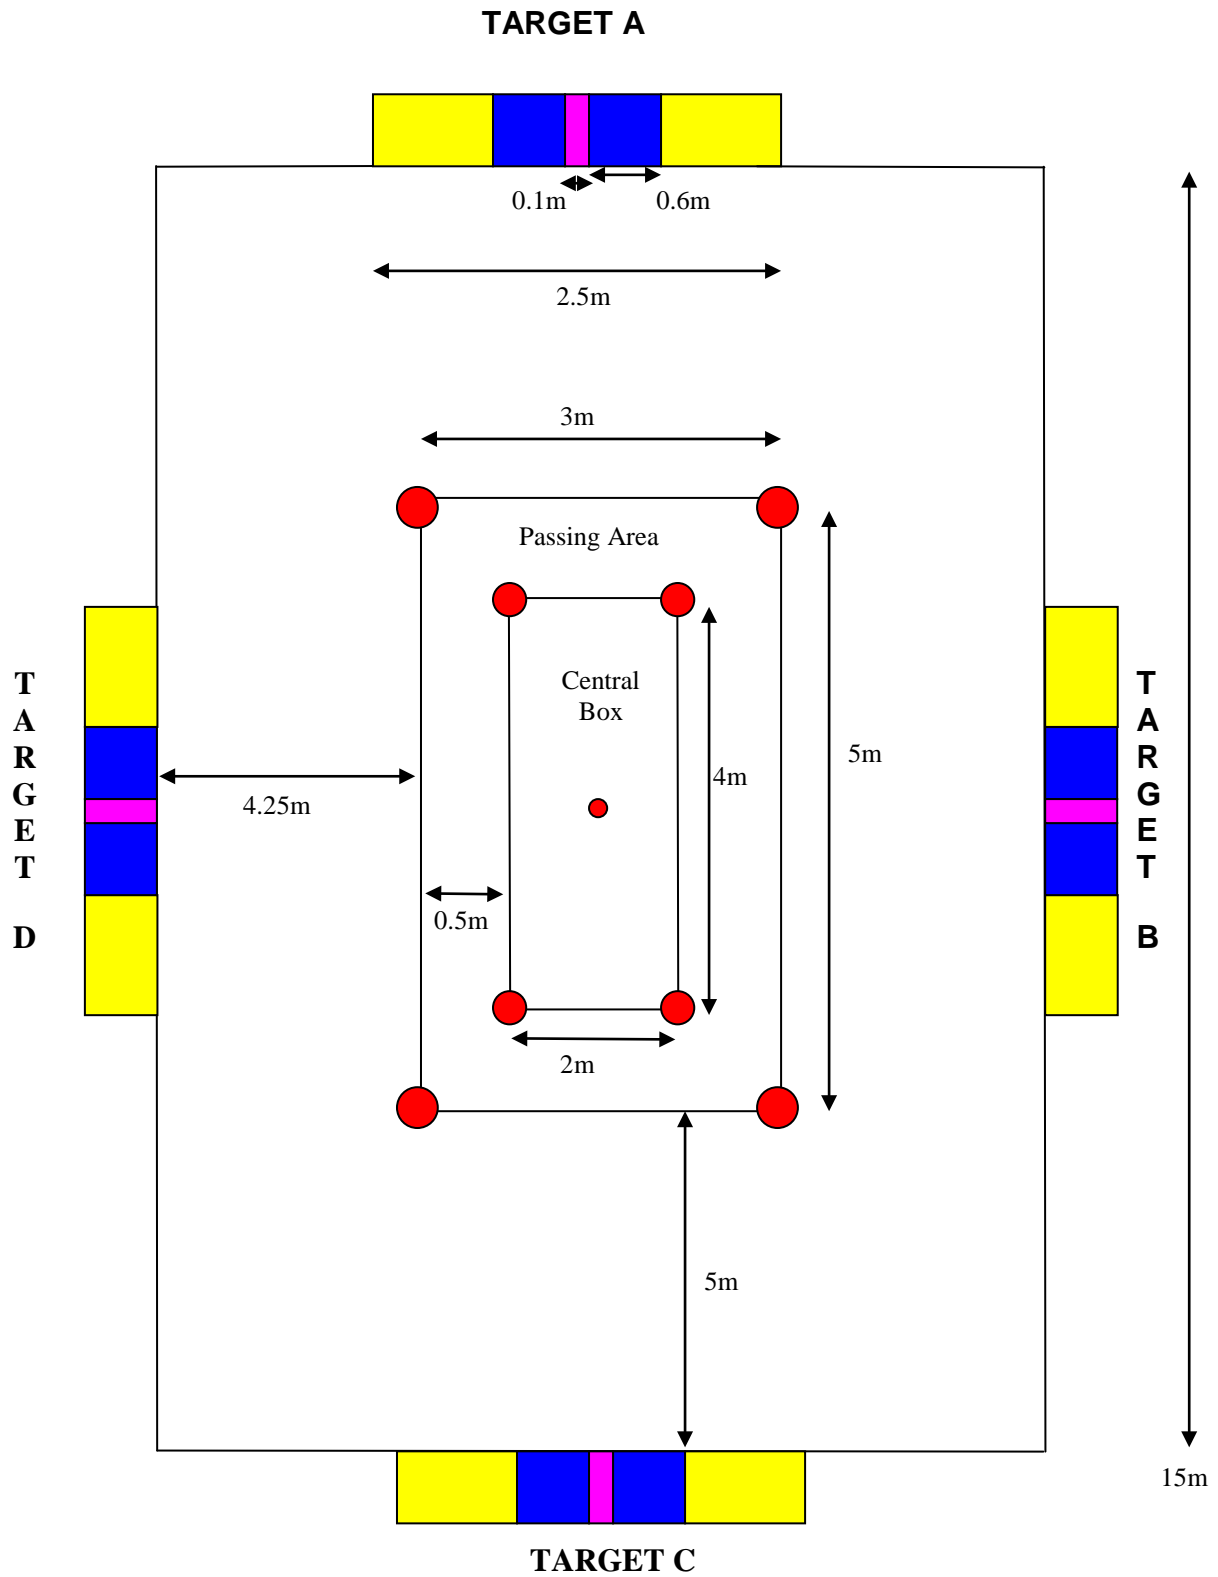 TARGET A
0.1m
0.6m
2.5m
3m
Passing Area
Central
Box
5m
4m
4.25m
0.5m
2m
5m
15m
T
A
R
G
E
T
D
T
A
R
G
E
T
B
TARGET C